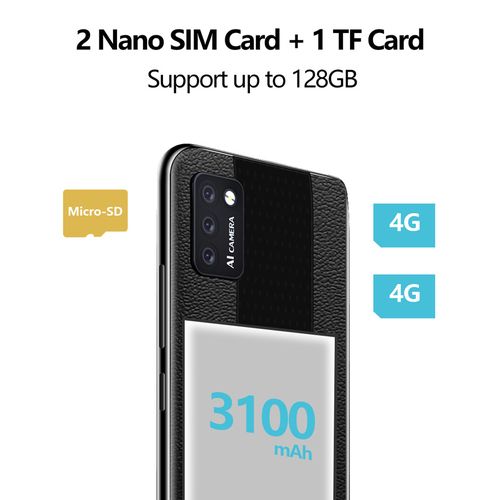 2 Nano SIM Card + 1 TF Card
Support up to 128GB
Micro-SD
AI CAMERA
4G
4G
3100
mAh